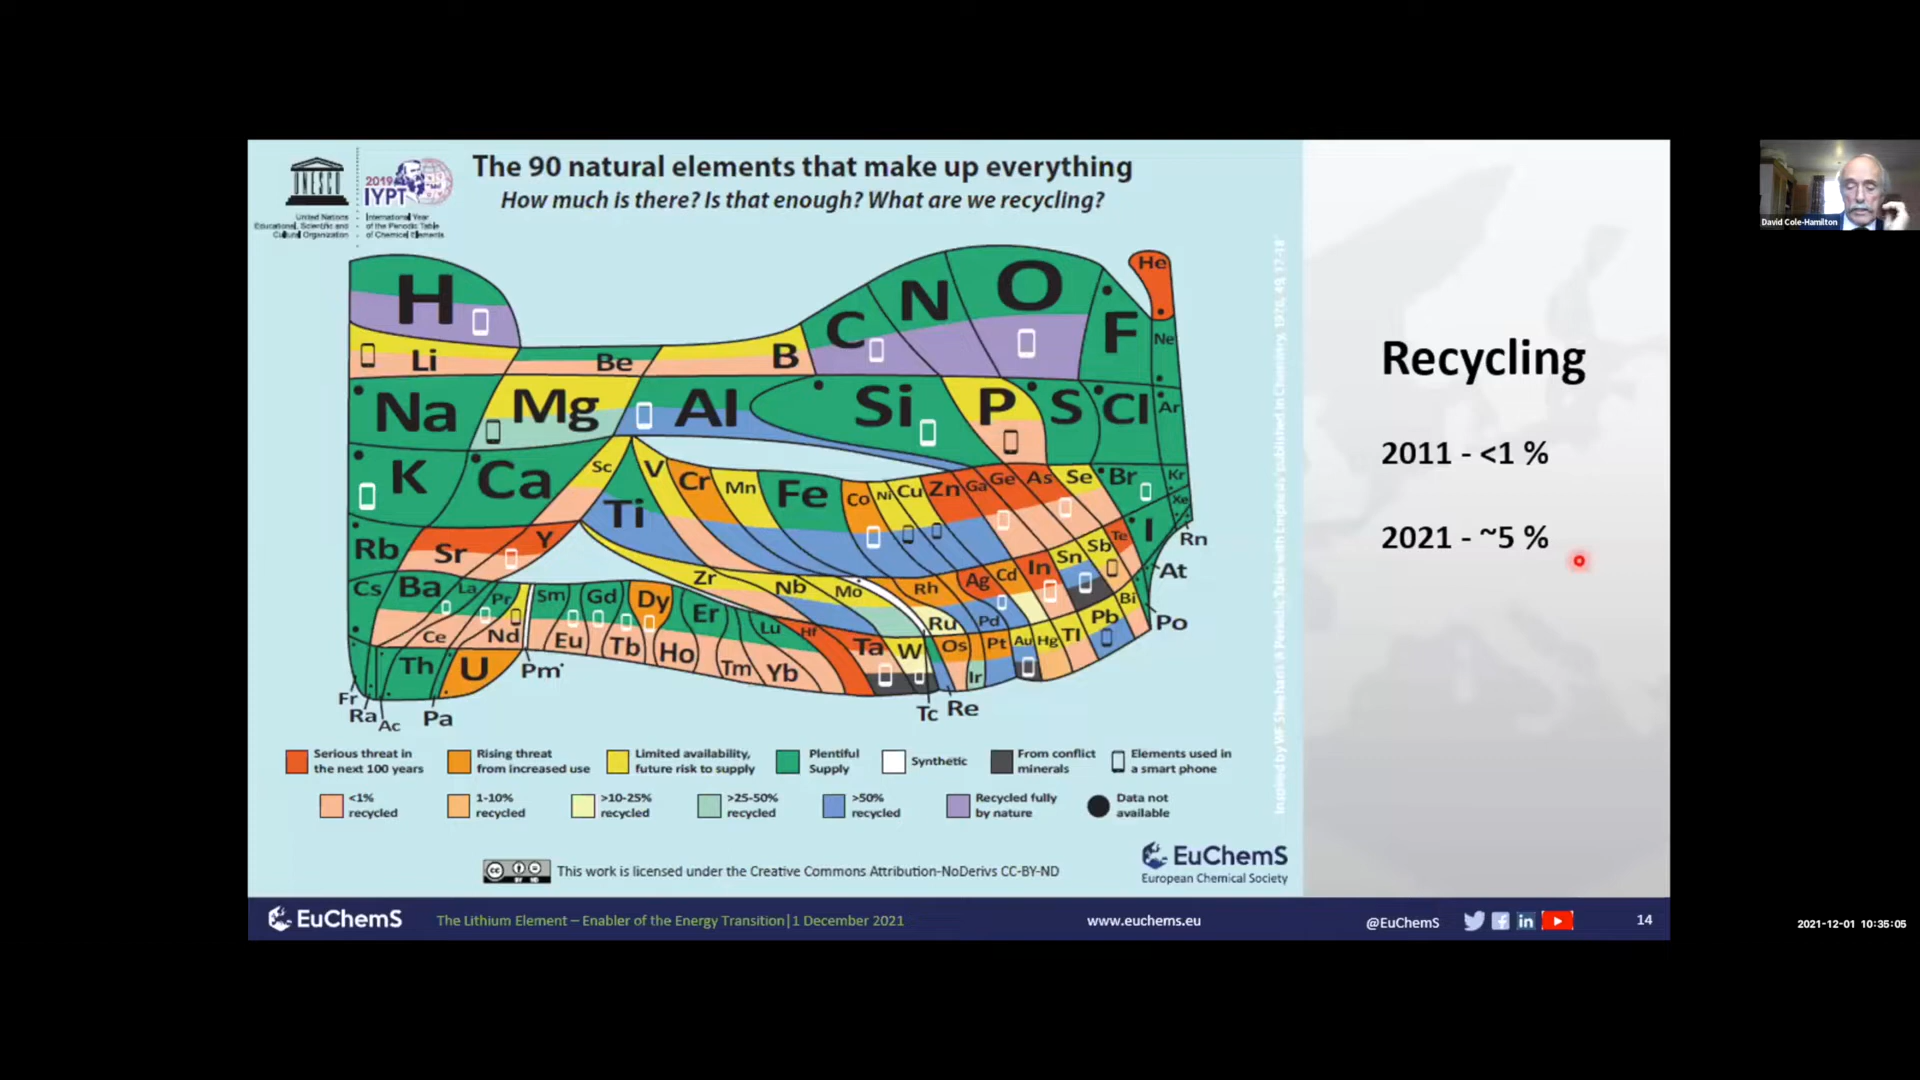 UNESCO
United Nations
Educational, Scientific and
Cultural Organization
2019
IYPT
International Year
of the Periodic Table
of Chemical Elements
The 90 natural elements that make up everything
How much is there? Is that enough? What are we recycling?
H
He
Li Be B C N O F Ne
Na Mg Al Si P S Cl Ar
K Ca Sc Ti V Cr Mn Fe Co Ni Cu Zn Ga Ge As Se Br Kr
Rb Sr Y Zr Nb Mo Rh Ag Cd In Sn Sb Te I Xe
Rn
At
Po
Cs Ba La Ce Pr Nd Sm Eu Gd Tb Dy Ho Er Tm Yb Lu Hf Ta W Ru Os Pd Ir Pt Au Hg Tl Pb Bi
Th U Pm
Fr
Ra
Ac
Pa
Tc Re
Serious threat in
the next 100 years
Rising threat
from increased use
Limited availability,
future risk to supply
Plentiful
Supply
Synthetic
From conflict
minerals
Elements used in
a smart phone
<1%
recycled
1-10%
recycled
>10-25%
recycled
>25-50%
recycled
>50%
recycled
Recycled fully
by nature
Data not
available
This work is licensed under the Creative Commons Attribution-NoDerivs CC-BY-ND
EuChemS
European Chemical Society
Recycling
2011 - <1 %
2021 - ~5 %
David Cole-Hamilton
EuChemS
The Lithium Element – Enabler of the Energy Transition|1 December 2021
www.euchems.eu
@EuChemS
14
2021-12-01 10:35:05